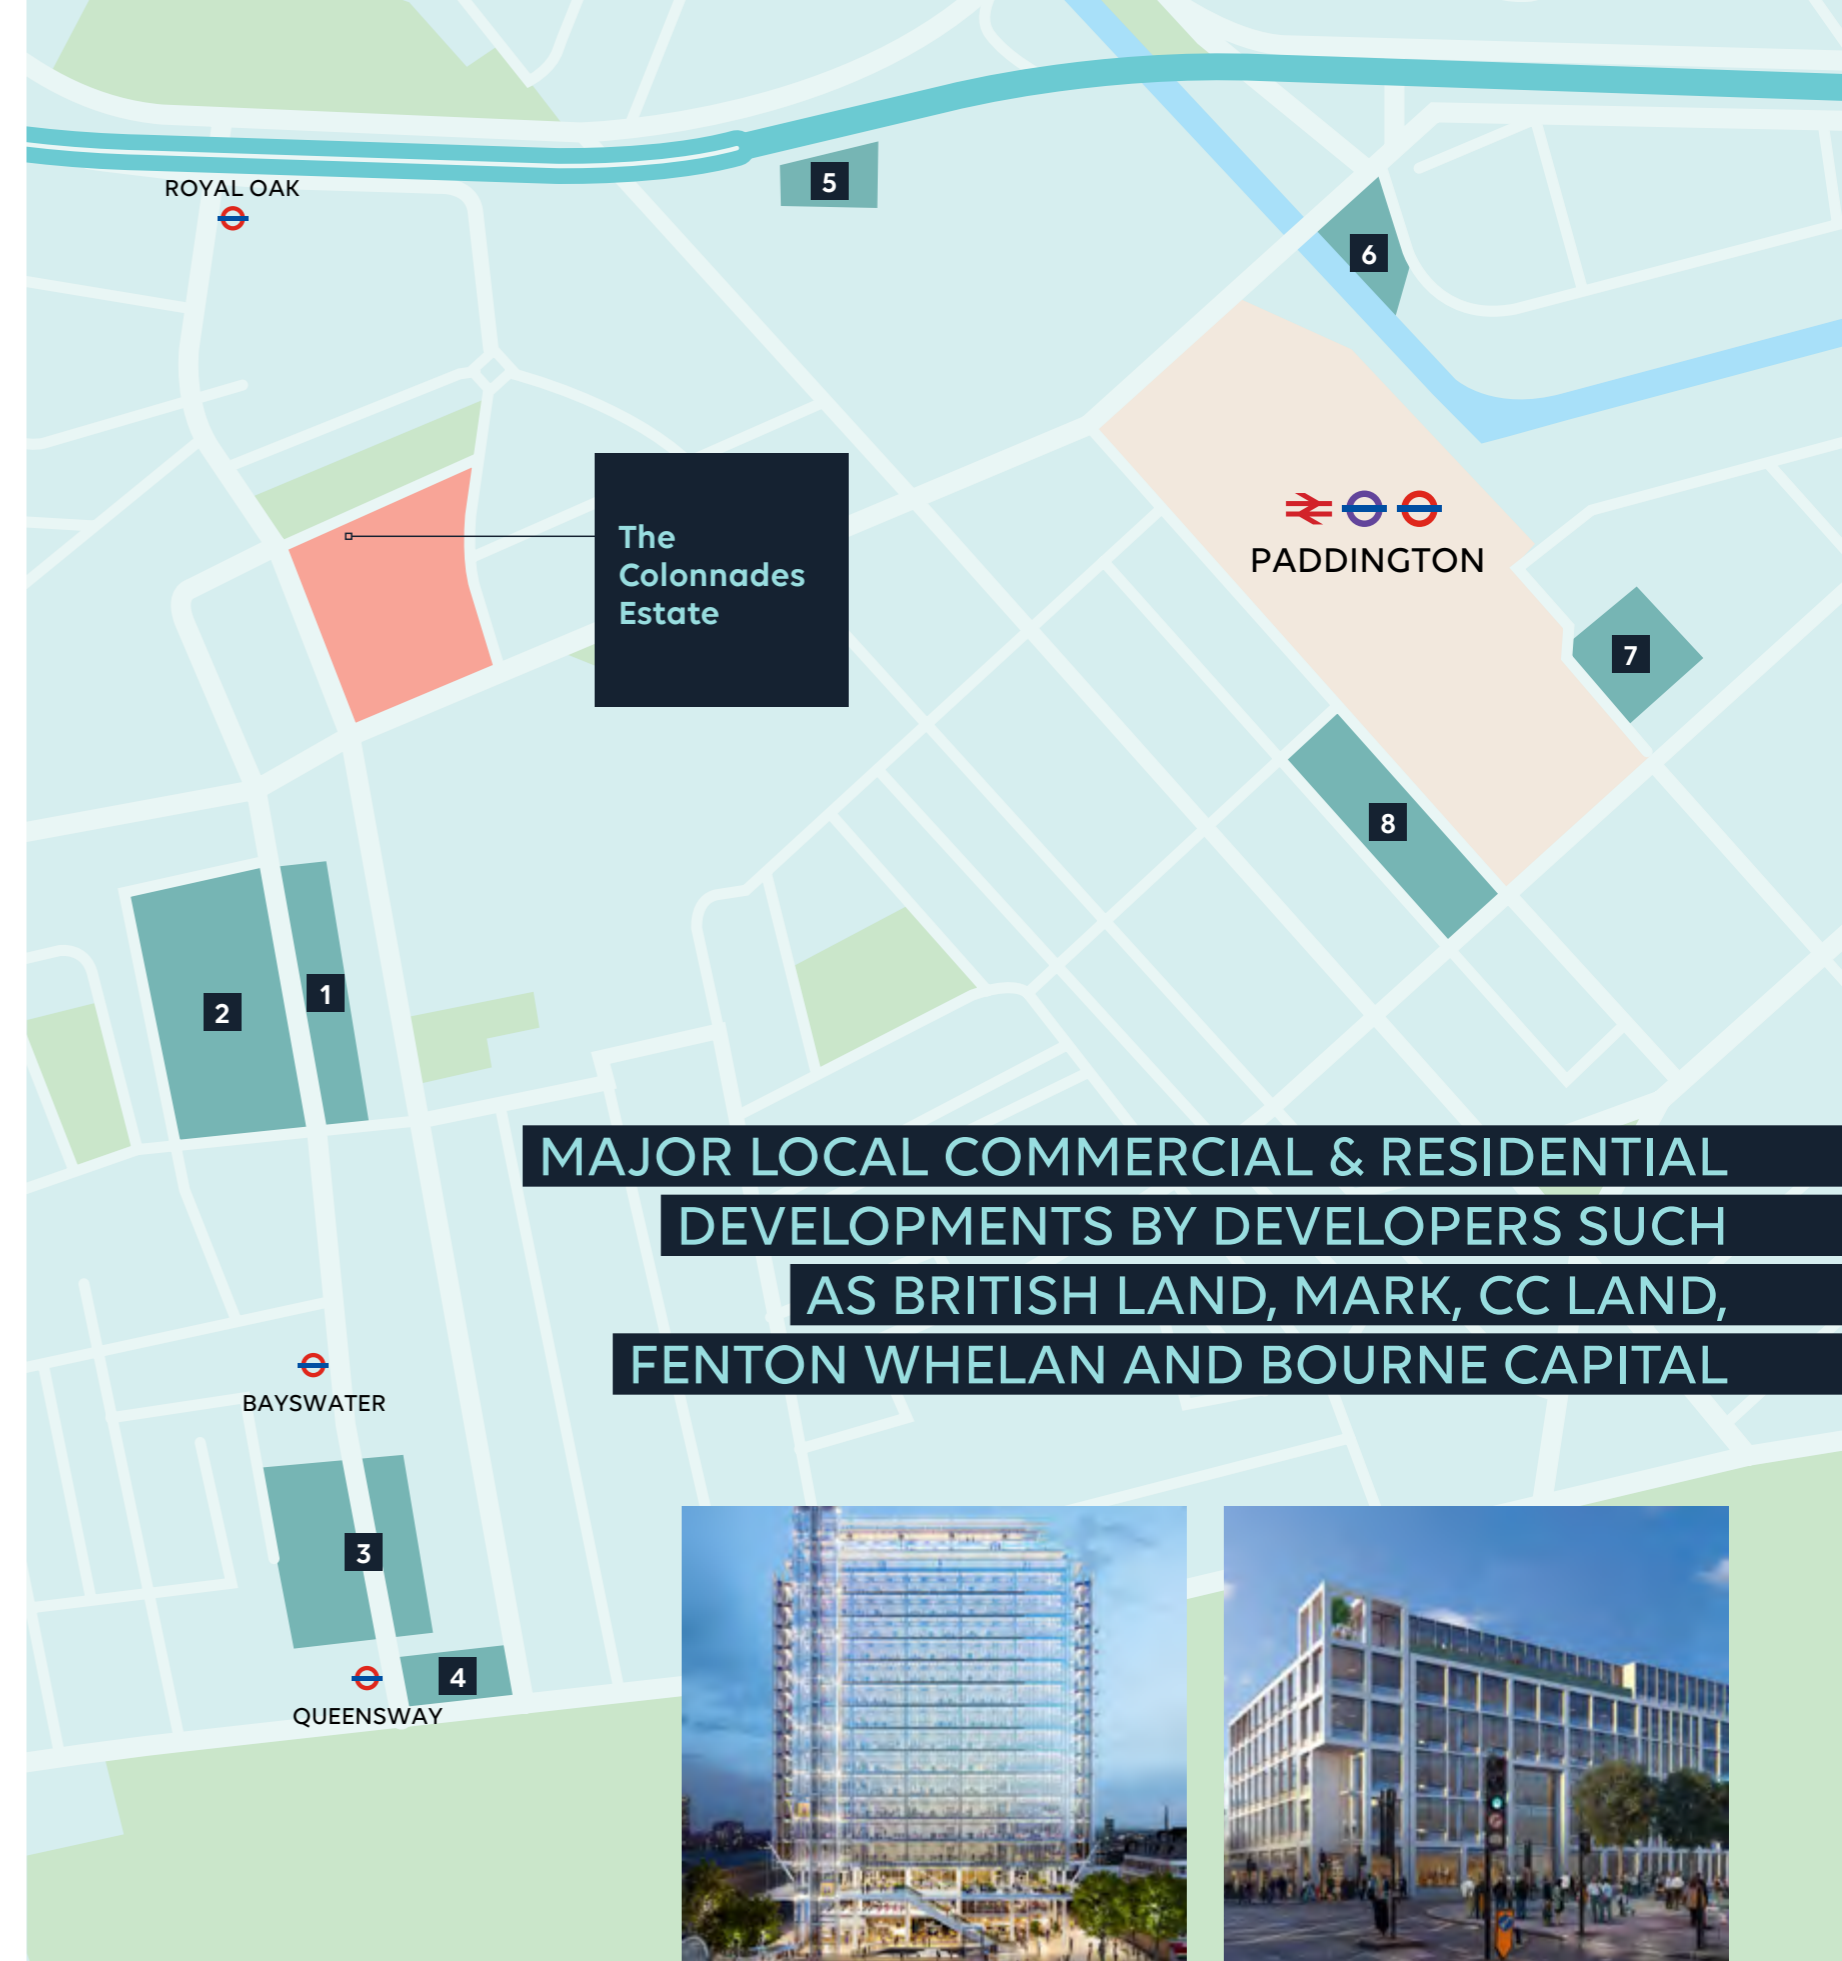 ROYAL OAK
5
6
The
Colonnades
Estate
PADDINGTON
7
8
2
1
MAJOR LOCAL COMMERCIAL & RESIDENTIAL
DEVELOPMENTS BY DEVELOPERS SUCH
AS BRITISH LAND, MARK, CC LAND,
FENTON WHELAN AND BOURNE CAPITAL
BAYSWATER
3
4
QUEENSWAY